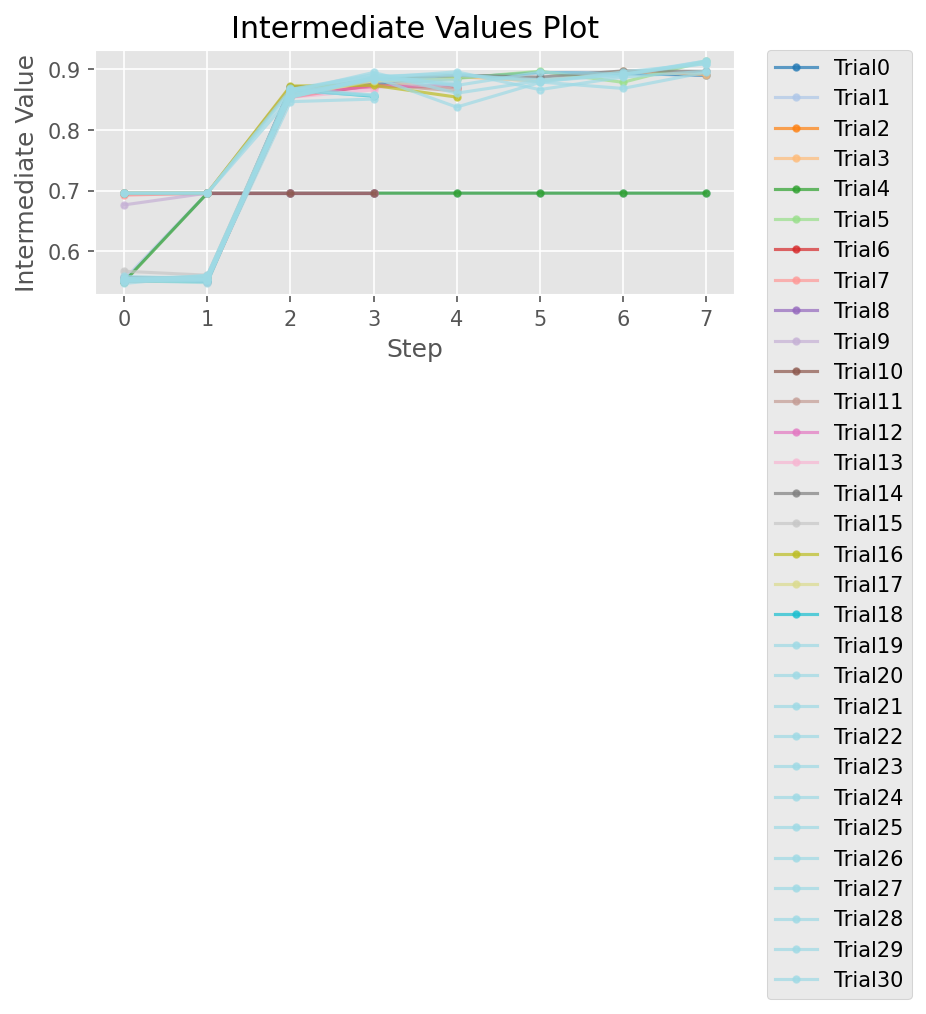 Intermediate Values Plot
Intermediate Value
0.9
0.8
0.7
0.6
0 1 2 3 4 5 6 7
Step
Trial0
Trial1
Trial2
Trial3
Trial4
Trial5
Trial6
Trial7
Trial8
Trial9
Trial10
Trial11
Trial12
Trial13
Trial14
Trial15
Trial16
Trial17
Trial18
Trial19
Trial20
Trial21
Trial22
Trial23
Trial24
Trial25
Trial26
Trial27
Trial28
Trial29
Trial30